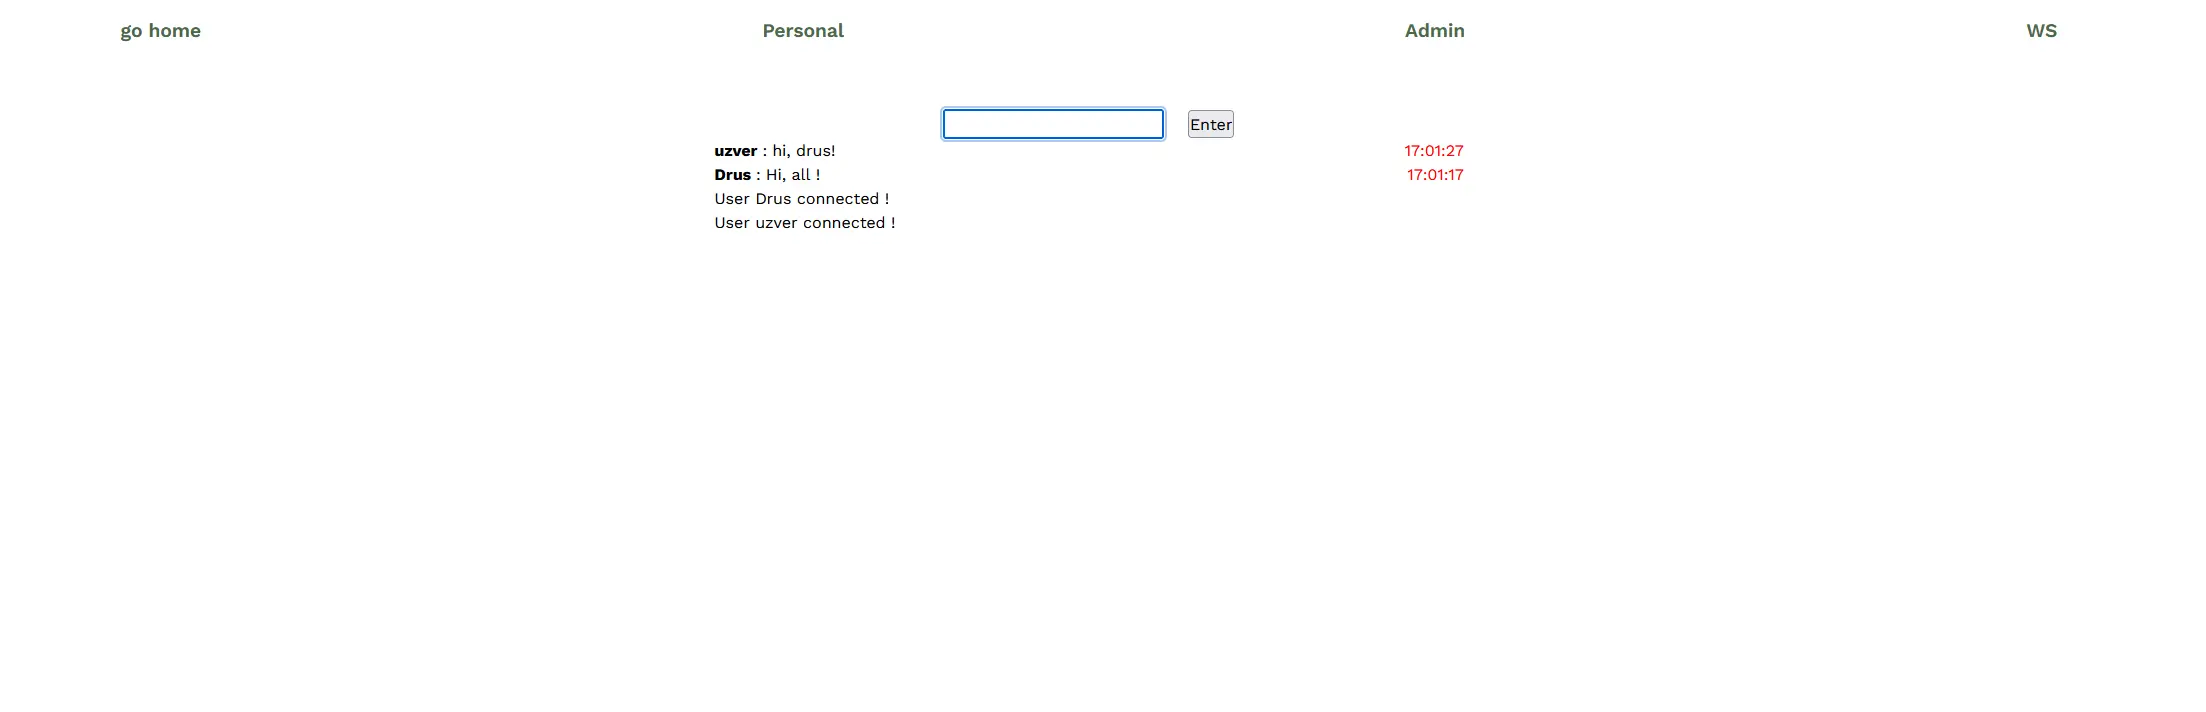 go home Personal Admin WS
Enter
uzver : hi, drus! 17:01:27
Drus : Hi, all ! 17:01:17
User Drus connected !
User uzver connected !